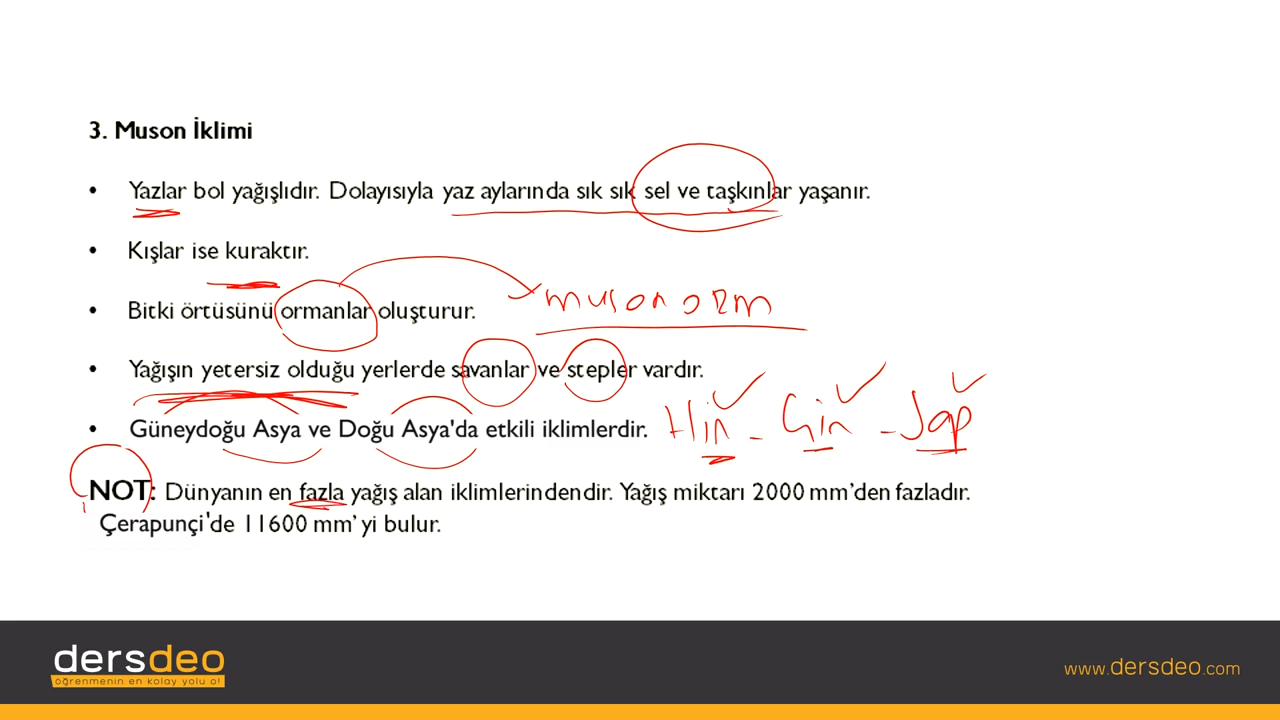 3. Muson İklimi
• Yazlar bol yağışlıdır. Dolayısıyla yaz aylarında sık sık sel ve taşkınlar yaşanır.
• Kışlar ise kuraktır.
• Bitki örtüsünü ormanlar oluşturur. muson orm
• Yağışın yetersiz olduğu yerlerde savanlar ve stepler vardır.
• Güneydoğu Asya ve Doğu Asya'da etkili iklimlerdir. Hin - Çin - Jap
NOT: Dünyanın en fazla yağış alan iklimlerindendir. Yağış miktarı 2000 mm'den fazladır.
Çerapunçi'de 11600 mm'yi bulur.
dersdeo
öğrenmenin en kolay yolu o!
www.dersdeo.com